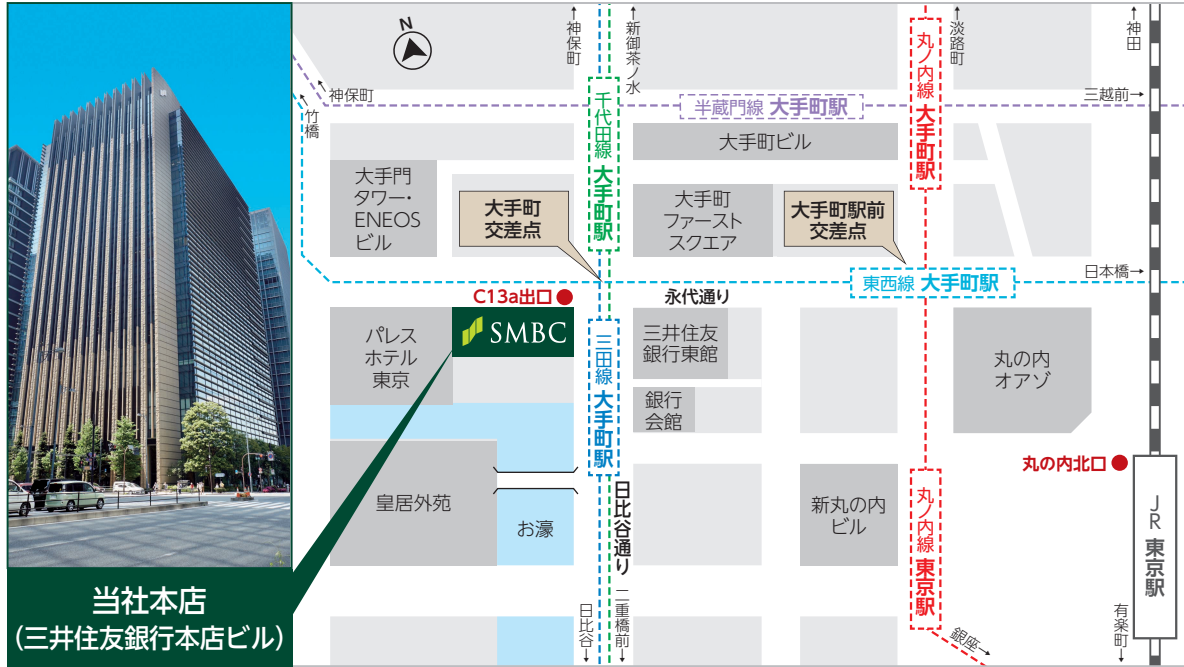 N
↑神保町
↑新御茶ノ水
↑淡路町
↑神田
↑神保町
↑竹橋
三越前→
半蔵門線 大手町駅
千代田線 大手町駅
丸ノ内線 大手町駅
大手町ビル
大手門
タワー・
ENEOS
ビル
大手町
交差点
大手町
ファースト
スクエア
大手町駅前
交差点
日本橋→
東西線 大手町駅
C13a出口
永代通り
パレス
ホテル
東京
SMBC
三田線 大手町駅
三井住友
銀行東館
銀行
会館
丸の内
オアゾ
丸の内北口
皇居外苑
お濠
日比谷通り
新丸の内
ビル
丸ノ内線 東京駅
JR 東京駅
当社本店
(三井住友銀行本店ビル)
日比谷↓
二重橋前↓
銀座→
有楽町↓